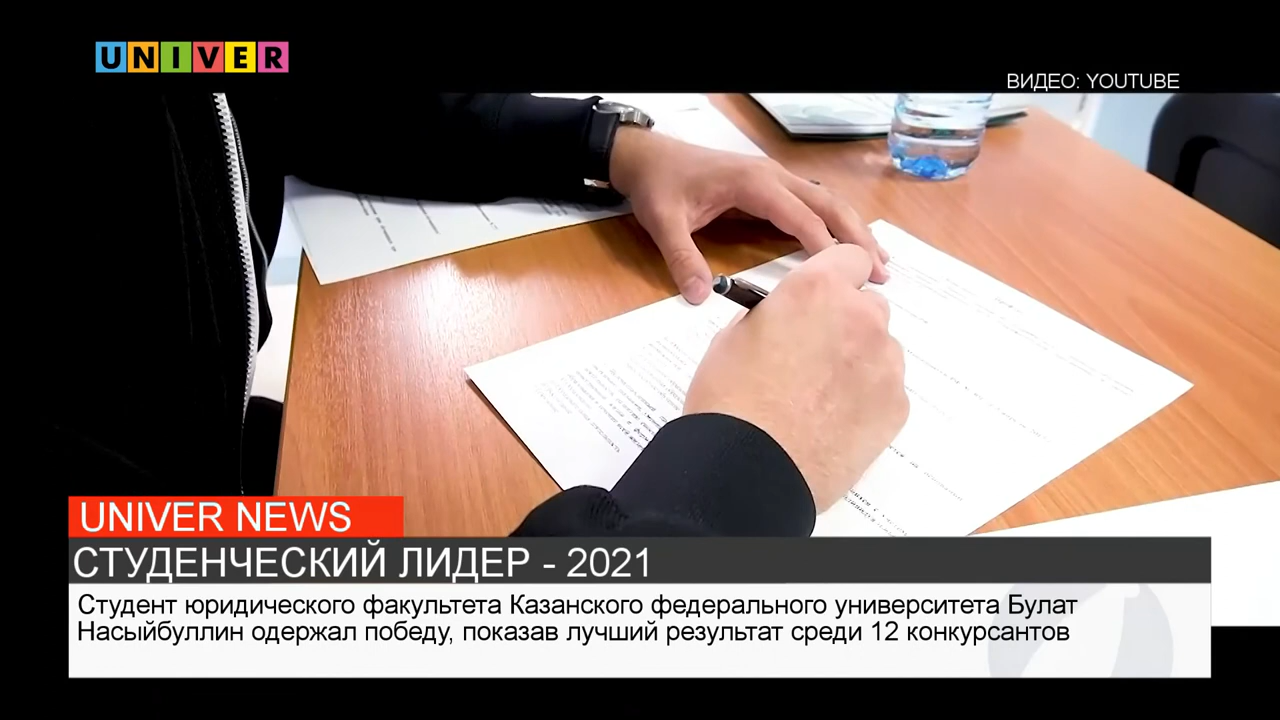 UNIVER
ВИДЕО: YOUTUBE
UNIVER NEWS
СТУДЕНЧЕСКИЙ ЛИДЕР - 2021
Студент юридического факультета Казанского федерального университета Булат
Насыйбуллин одержал победу, показав лучший результат среди 12 конкурсантов